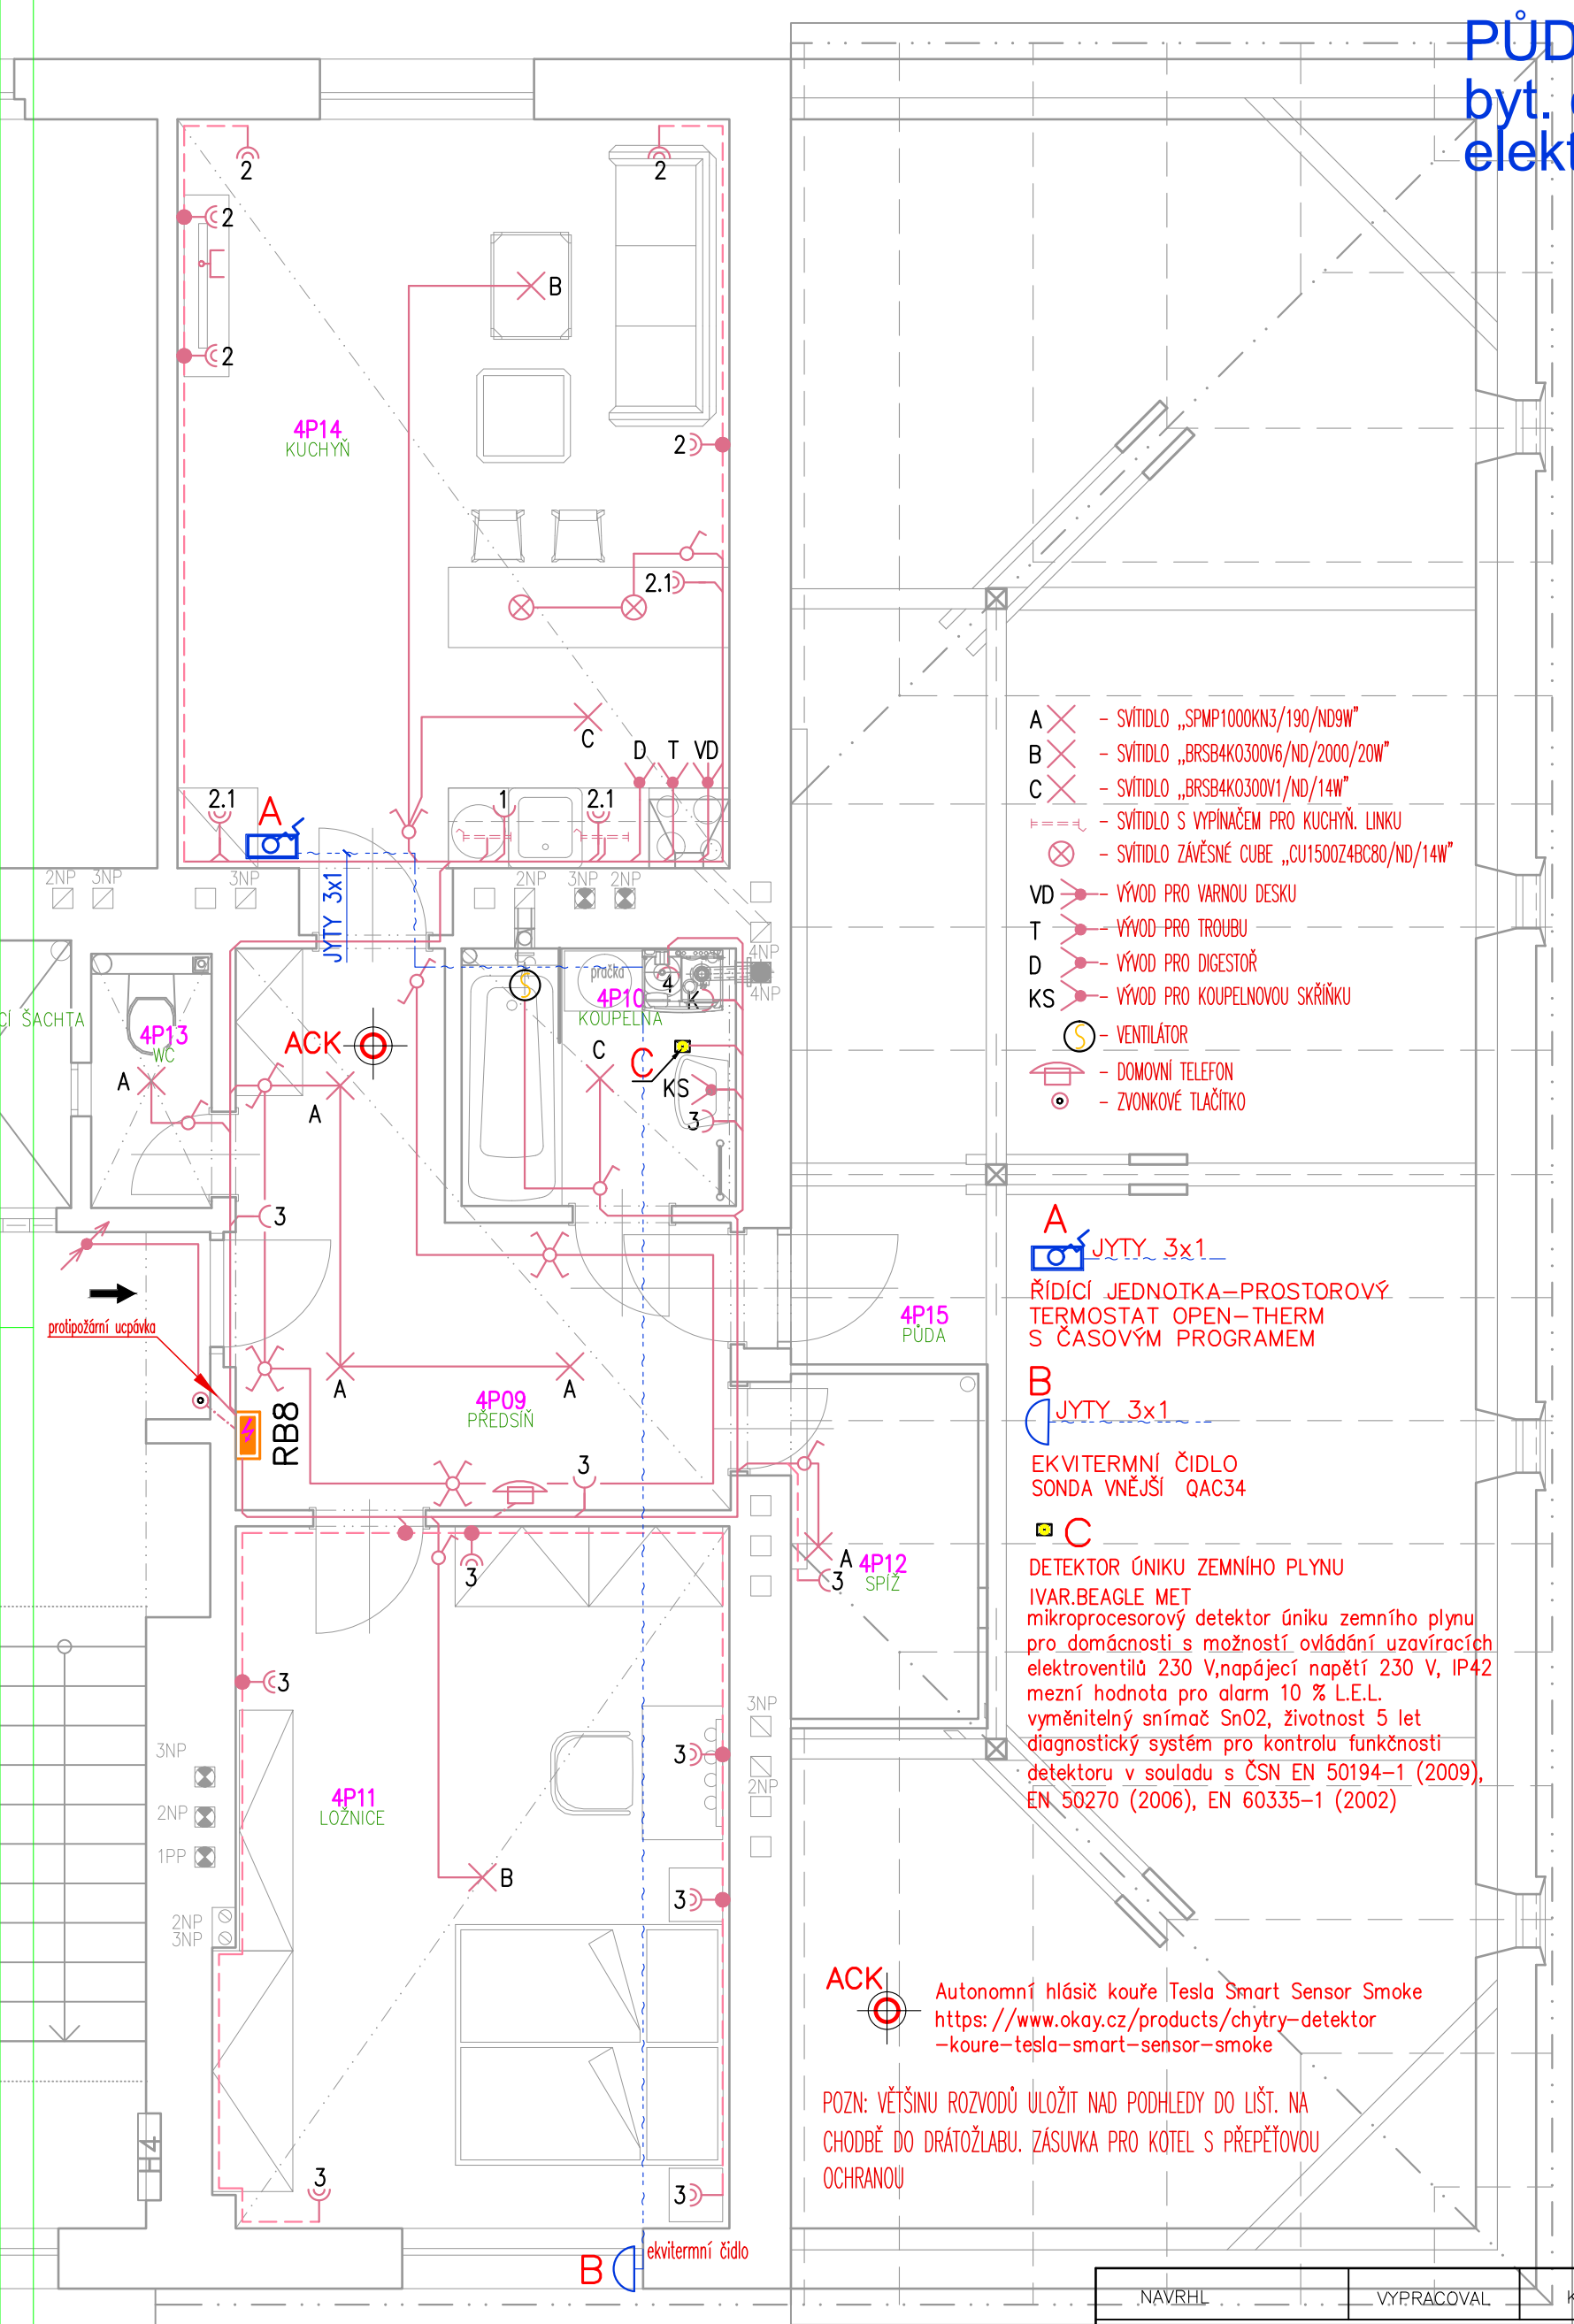 PŮD
byt.
elekt
2
2
2
2
B
4P14
KUCHYŇ
2
2.1
C
D T VD
2.1
A
1
2.1
JYTY 3x1
2NP 3NP
3NP
2NP 3NP 2NP
4NP
4NP
pračka
4
K
4P10
KOUPELNA
CÍ ŠACHTA
4P13
WC
A
ACK
A
C
C
KS
3
3
protipožární ucpávka
RB8
A
A
4P09
PŘEDSÍŇ
3
4P15
PŮDA
A
4P12
SPÍŽ
3
3
3
3
3NP
2NP
3NP
2NP
1PP
2NP
3NP
4P11
LOŽNICE
B
3
3
3
H4
B
ekvitermní čidlo
A – SVÍTIDLO „SPMP1000KN3/190/ND9W"
B – SVÍTIDLO „BRSB4KO300V6/ND/2000/20W"
C – SVÍTIDLO „BRSB4KO300V1/ND/14W"
– SVÍTIDLO S VYPÍNAČEM PRO KUCHYŇ. LINKU
– SVÍTIDLO ZÁVĚSNÉ CUBE „CU1500Z4BC80/ND/14W"
VD – VÝVOD PRO VARNOU DESKU
T – VÝVOD PRO TROUBU
D – VÝVOD PRO DIGESTOŘ
KS – VÝVOD PRO KOUPELNOVOU SKŘÍŇKU
– VENTILÁTOR
– DOMOVNÍ TELEFON
– ZVONKOVÉ TLAČÍTKO
A
JYTY 3x1
ŘÍDÍCÍ JEDNOTKA–PROSTOROVÝ
TERMOSTAT OPEN–THERM
S ČASOVÝM PROGRAMEM
B
JYTY 3x1
EKVITERMNÍ ČIDLO
SONDA VNĚJŠÍ QAC34
C
DETEKTOR ÚNIKU ZEMNÍHO PLYNU
IVAR.BEAGLE MET
mikroprocesorový detektor úniku zemního plynu
pro domácnosti s možností ovládání uzavíracích
elektroventilů 230 V,napájecí napětí 230 V, IP42
mezní hodnota pro alarm 10 % L.E.L.
vyměnitelný snímač SnO2, životnost 5 let
diagnostický systém pro kontrolu funkčnosti
detektoru v souladu s ČSN EN 50194–1 (2009),
EN 50270 (2006), EN 60335–1 (2002)
ACK
Autonomní hlásič kouře Tesla Smart Sensor Smoke
https://www.okay.cz/products/chytry–detektor
–koure–tesla–smart–sensor–smoke
POZN: VĚTŠINU ROZVODŮ ULOŽIT NAD PODHLEDY DO LIŠT. NA
CHODBĚ DO DRÁTOŽLABU. ZÁSUVKA PRO KOTEL S PŘEPĚŤOVOU
OCHRANOU
NAVRHL VYPRACOVAL K